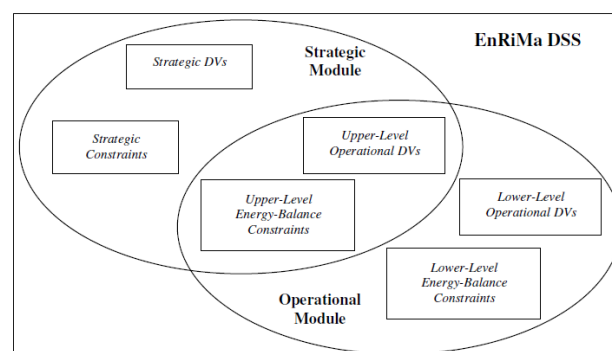 EnRiMa DSS
Strategic
Module
Strategic DVs
Strategic
Constraints
Upper-Level
Operational DVs
Upper-Level
Energy-Balance
Constraints
Lower-Level
Operational DVs
Lower-Level
Energy-Balance
Constraints
Operational
Module